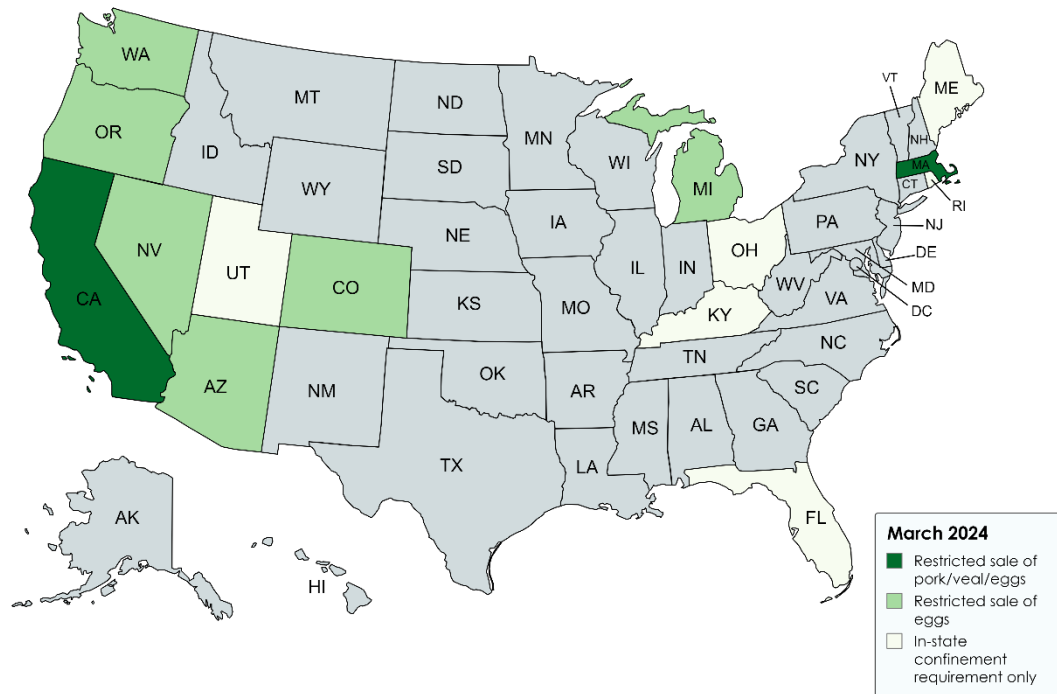 WA
OR
CA
NV
ID
MT
WY
UT
AZ
CO
NM
ND
SD
NE
KS
OK
TX
MN
IA
MO
AR
LA
WI
IL
MI
IN
OH
KY
TN
MS
AL
GA
FL
SC
NC
VA
WV
PA
NY
VT
NH
ME
MA
CT
RI
NJ
DE
MD
DC
AK
HI
March 2024
Restricted sale of
pork/veal/eggs
Restricted sale of
eggs
In-state
confinement
requirement only